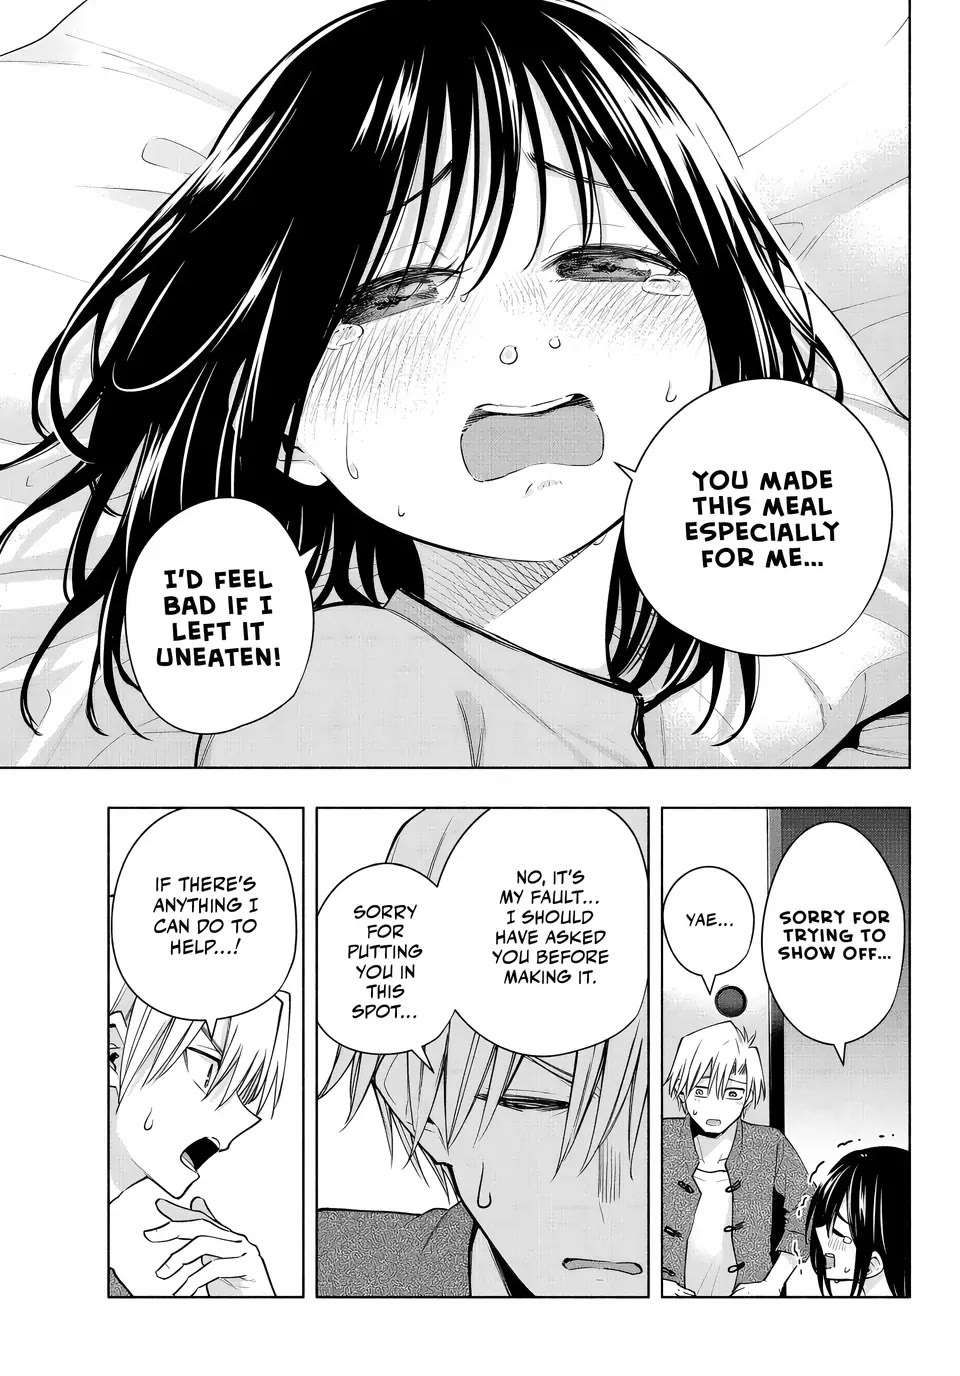 YOU MADE
THIS MEAL
ESPECIALLY
FOR ME...
I'D FEEL
BAD IF I
LEFT IT
UNEATEN!
SORRY FOR
TRYING TO
SHOW OFF...
YAE...
NO, IT'S
MY FAULT...
I SHOULD
HAVE ASKED
YOU BEFORE
MAKING IT.
SORRY
FOR
PUTTING
YOU IN
THIS
SPOT...
IF THERE'S
ANYTHING I
CAN DO TO
HELP...!